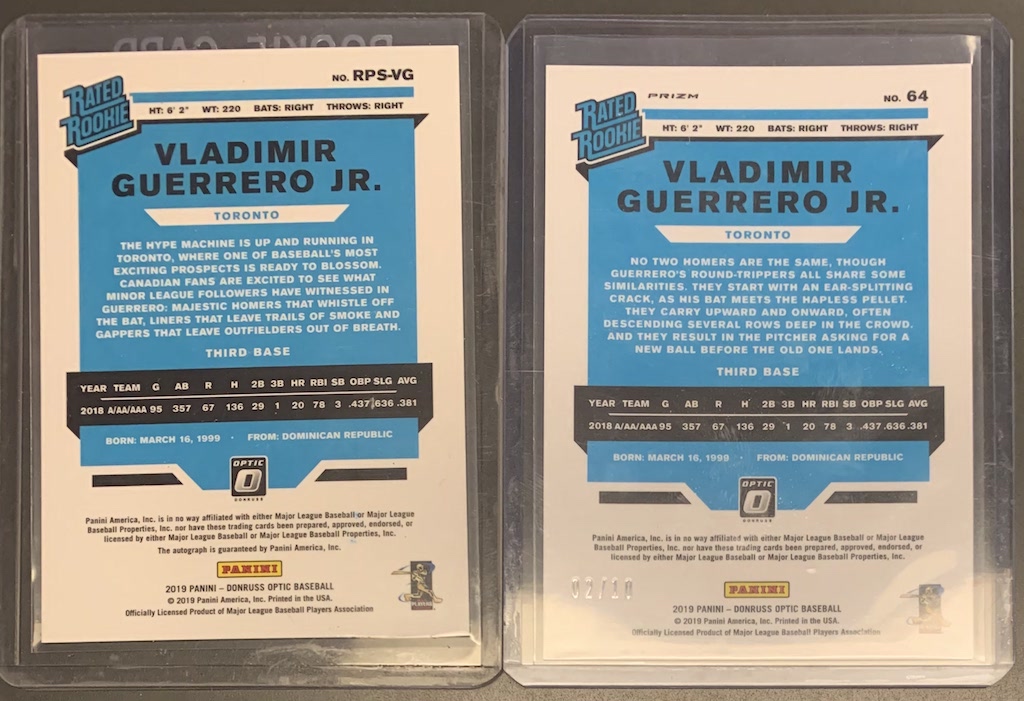 ROOKIE CARD
NO. RPS-VG
RATED
ROOKIE
HT: 6' 2" WT: 220 BATS: RIGHT THROWS: RIGHT
VLADIMIR
GUERRERO JR.
TORONTO
THE HYPE MACHINE IS UP AND RUNNING IN
TORONTO, WHERE ONE OF BASEBALL'S MOST
EXCITING PROSPECTS IS READY TO BLOSSOM.
CANADIAN FANS ARE EXCITED TO SEE WHAT
MINOR LEAGUE FOLLOWERS HAVE WITNESSED IN
GUERRERO: MAJESTIC HOMERS THAT WHISTLE OFF
THE BAT, LINERS THAT LEAVE TRAILS OF SMOKE AND
GAPPERS THAT LEAVE OUTFIELDERS OUT OF BREATH.
THIRD BASE
YEAR TEAM G AB R H 2B 3B HR RBI SB OBP SLG AVG
2018 A/AA/AAA 95 357 67 136 29 1 20 78 3 .437 .636 .381
BORN: MARCH 16, 1999 · FROM: DOMINICAN REPUBLIC
OPTIC
DONRUSS
Panini America, Inc. is in no way affiliated with either Major League Baseball or Major League
Baseball Properties, Inc. nor have these trading cards been prepared, approved, endorsed, or
licensed by either Major League Baseball or Major League Baseball Properties, Inc.
The autograph is guaranteed by Panini America, Inc.
PANINI
2019 PANINI – DONRUSS OPTIC BASEBALL
© 2019 Panini America, Inc. Printed in the USA.
Officially Licensed Product of Major League Baseball Players Association
PLAYERS
PRIZM
NO. 64
RATED
ROOKIE
HT: 6' 2" WT: 220 BATS: RIGHT THROWS: RIGHT
VLADIMIR
GUERRERO JR.
TORONTO
NO TWO HOMERS ARE THE SAME, THOUGH
GUERRERO'S ROUND-TRIPPERS ALL SHARE SOME
SIMILARITIES. THEY START WITH AN EAR-SPLITTING
CRACK, AS HIS BAT MEETS THE HAPLESS PELLET.
THEY CARRY UPWARD AND ONWARD, OFTEN
DESCENDING SEVERAL ROWS DEEP IN THE CROWD.
AND THEY RESULT IN THE PITCHER ASKING FOR A
NEW BALL BEFORE THE OLD ONE LANDS.
THIRD BASE
YEAR TEAM G AB R H 2B 3B HR RBI SB OBP SLG AVG
2018 A/AA/AAA 95 357 67 136 29 1 20 78 3 .437 .636 .381
BORN: MARCH 16, 1999 · FROM: DOMINICAN REPUBLIC
OPTIC
DONRUSS
Panini America, Inc. is in no way affiliated with either Major League Baseball or Major League
Baseball Properties, Inc. nor have these trading cards been prepared, approved, endorsed, or
licensed by either Major League Baseball or Major League Baseball Properties, Inc.
02/10
PANINI
2019 PANINI – DONRUSS OPTIC BASEBALL
© 2019 Panini America, Inc. Printed in the USA.
Officially Licensed Product of Major League Baseball Players Association